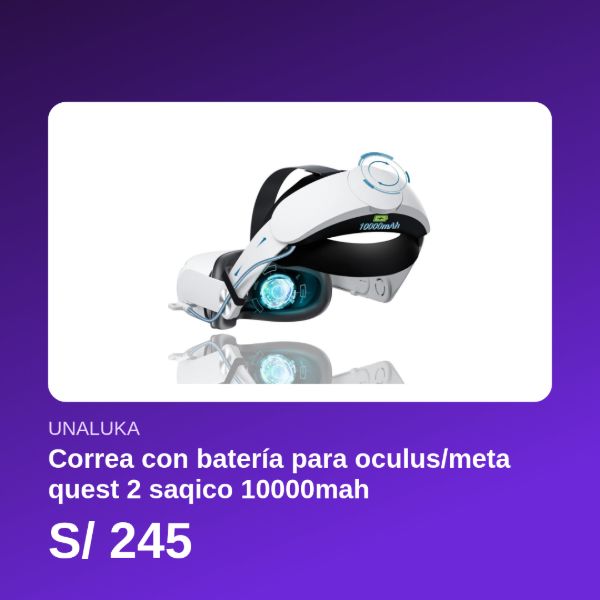 10000mAh
UNALUKA
Correa con batería para oculus/meta
quest 2 saqico 10000mah
S/ 245